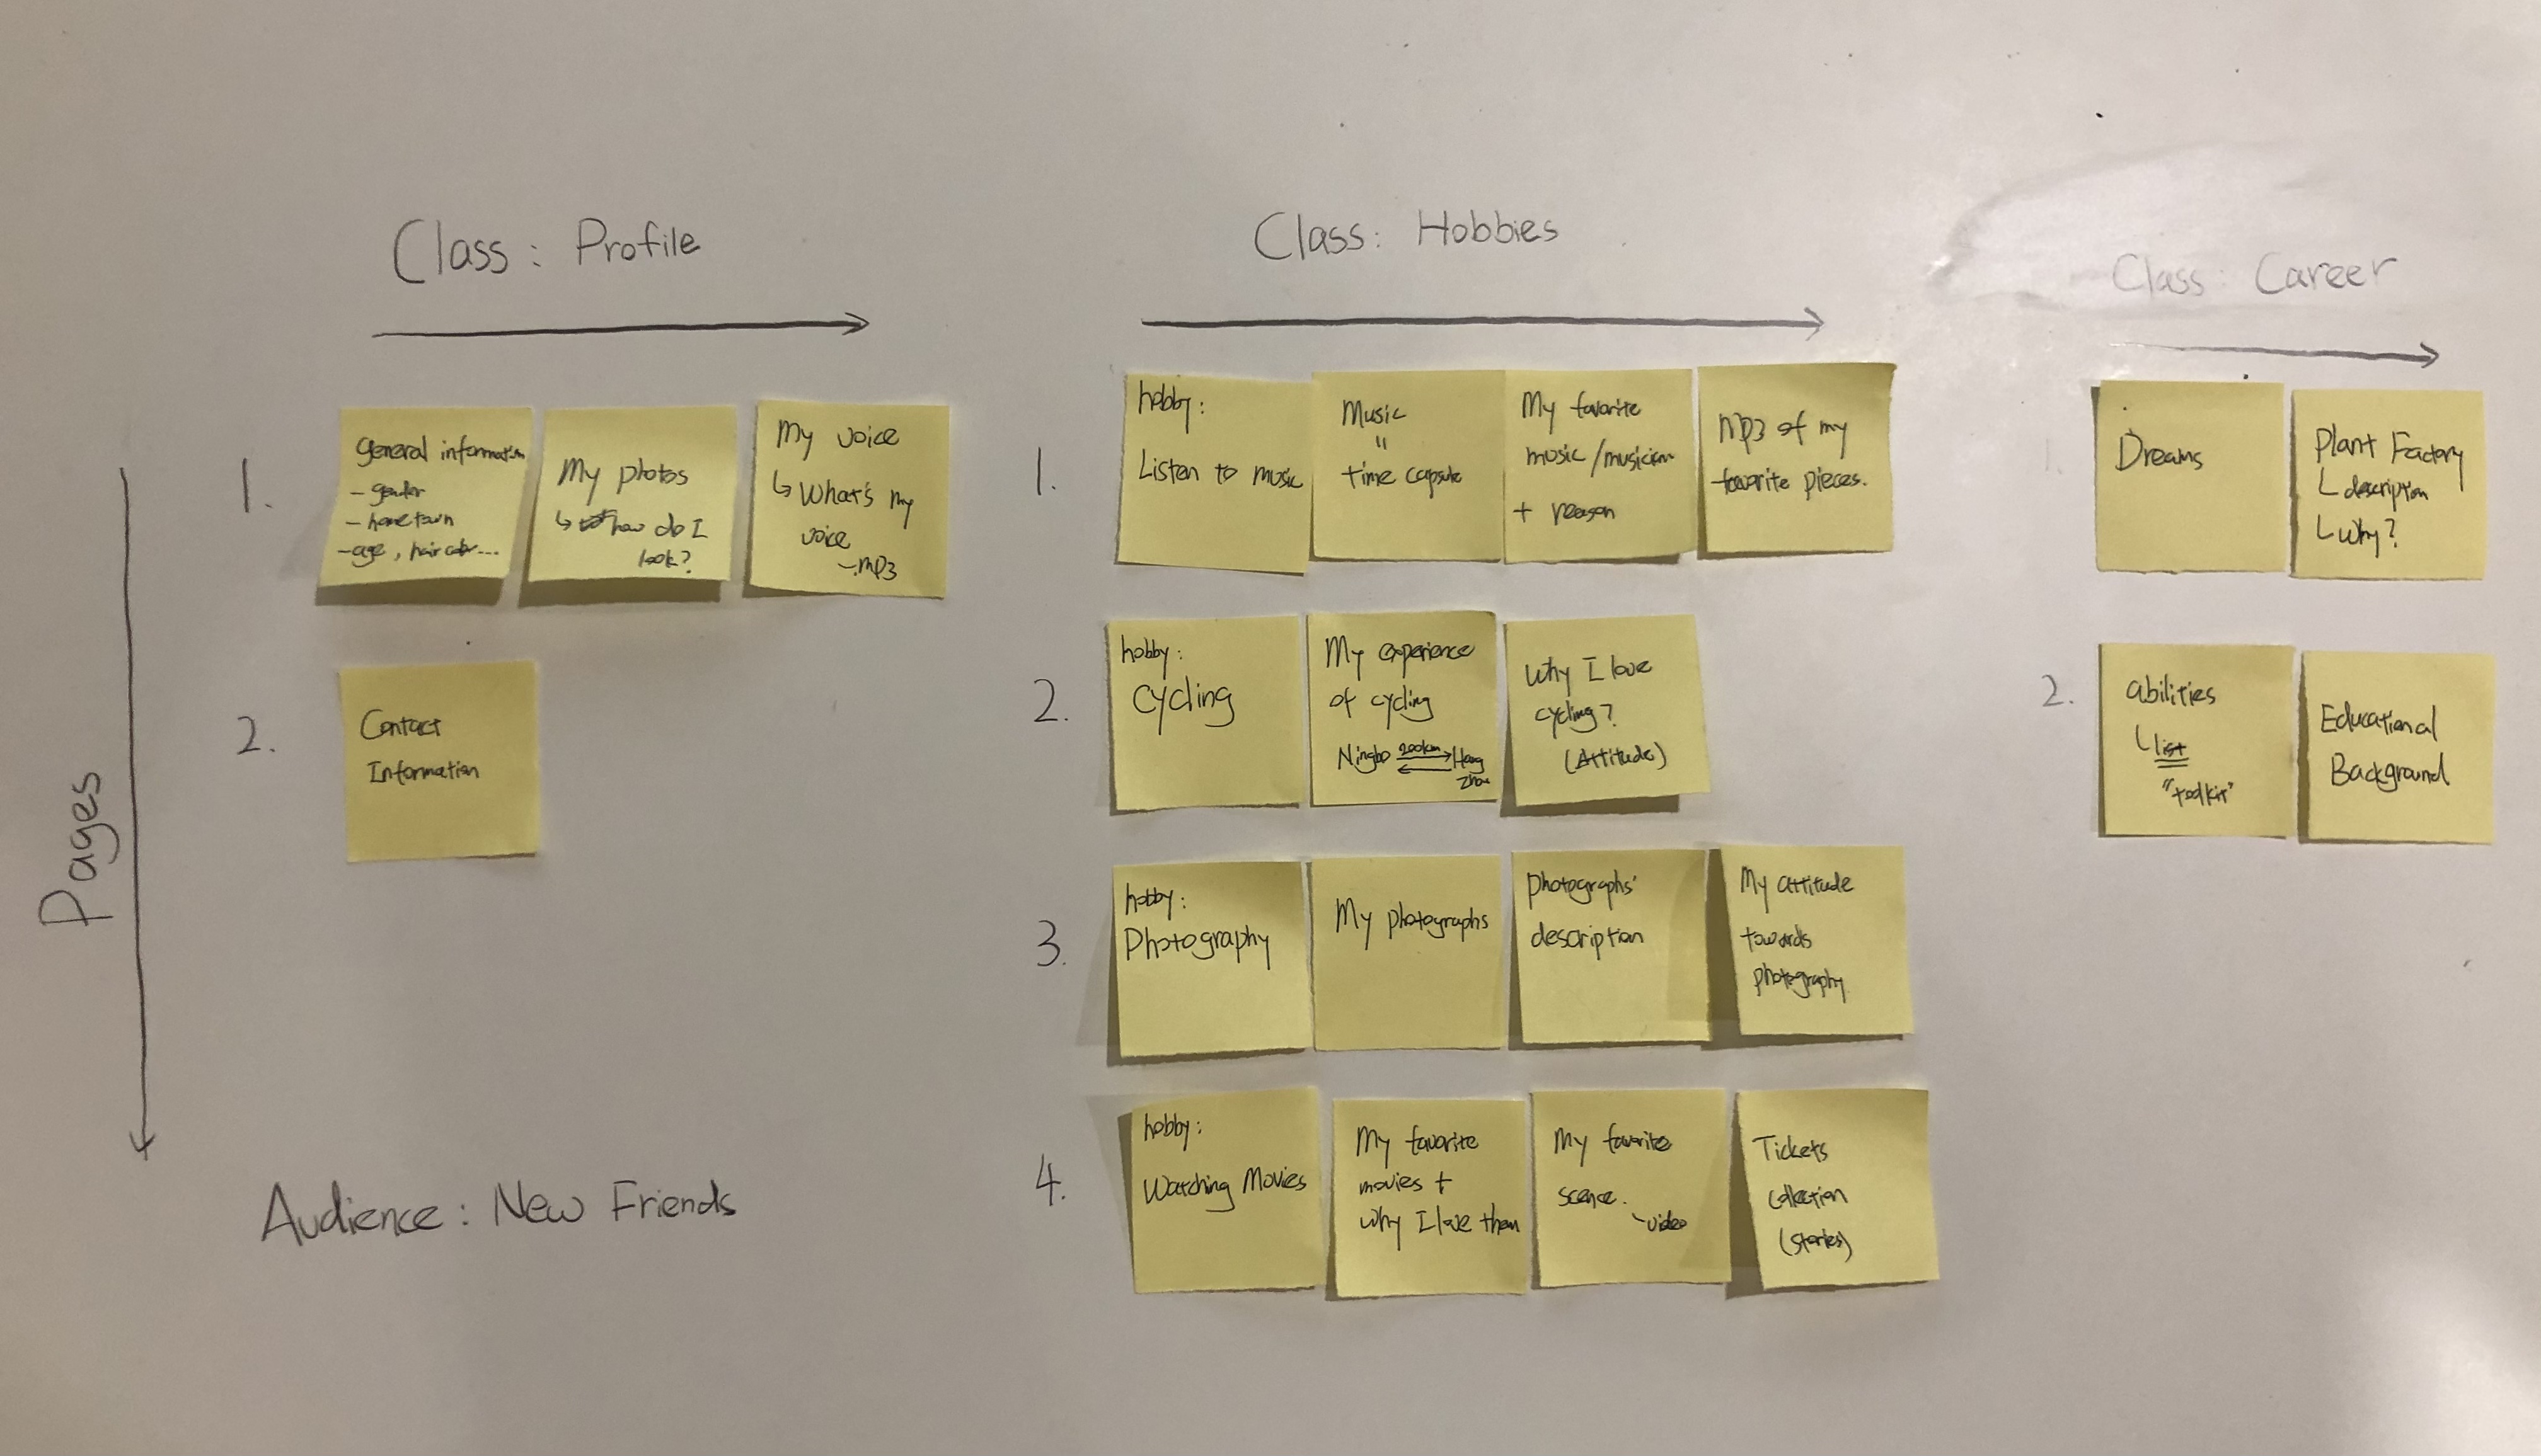 Class: Profile
Class: Hobbies
Class: Career
Pages
1.
general information
- gender
- hometown
- age, hair color...
My photos
↳ how do I
look?
My voice
↳ What's my
voice
~.mp3
2.
Contact
Information
1.
hobby:
Listen to music
Music
=
time capsule
My favorite
music/musician
+ reason
mp3 of my
favorite pieces.
2.
hobby:
Cycling
My experience
of cycling
Ningbo 200km Hang
zhou
Why I love
cycling?
(Attitude)
3.
hobby:
Photography
My photographs
photographs'
description
My attitude
towards
photography
4.
hobby:
Watching Movies
My favorite
movies +
why I love them
My favorite
~video
Tickets
collection
(stories)
1.
Dreams
Plant Factory
description
Why?
2.
abilities
list
"toolkit"
Educational
Background
Audience: New Friends